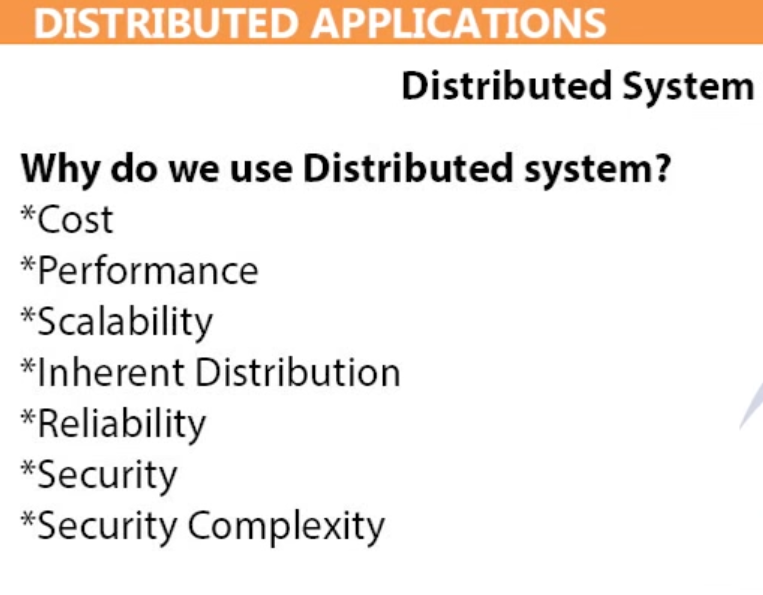 DISTRIBUTED APPLICATIONS
Distributed System
Why do we use Distributed system?
*Cost
*Performance
*Scalability
*Inherent Distribution
*Reliability
*Security
*Security Complexity